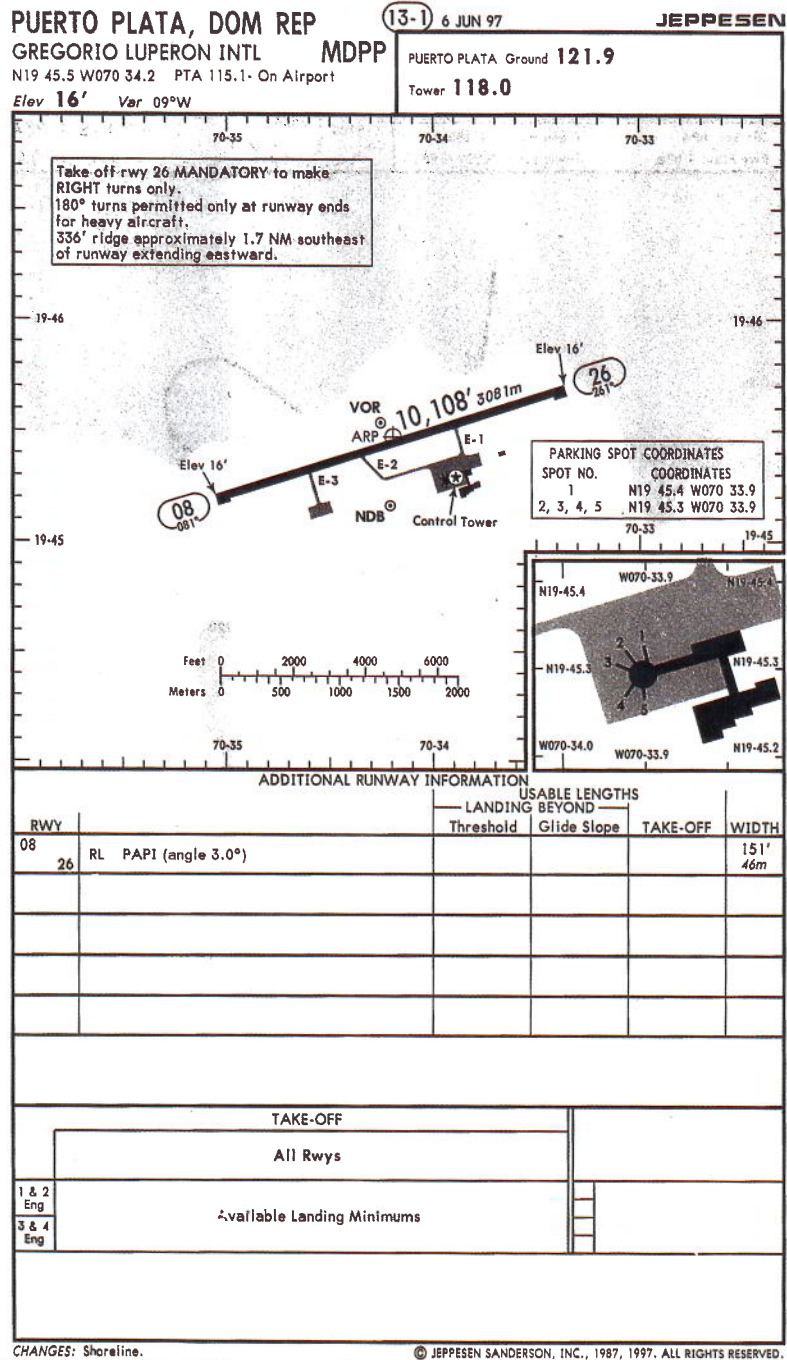 PUERTO PLATA, DOM REP
13-1 6 JUN 97
JEPPESEN
GREGORIO LUPERON INTL MDPP
N19 45.5 W070 34.2 PTA 115.1- On Airport
Elev 16' Var 09°W
PUERTO PLATA Ground 121.9
Tower 118.0
70-35 70-34 70-33
Take-off rwy 26 MANDATORY to make
RIGHT turns only.
180° turns permitted only at runway ends
for heavy aircraft.
336' ridge approximately 1.7 NM southeast
of runway extending eastward.
19-46 19-46
Elev 16'
26
261°
10,108' 3081m
VOR
ARP
E-1
E-2
E-3
Elev 16'
08
081°
NDB
Control Tower
PARKING SPOT COORDINATES
SPOT NO. COORDINATES
1 N19 45.4 W070 33.9
2, 3, 4, 5 N19 45.3 W070 33.9
19-45 70-33 19-45
N19-45.4 W070-33.9 N19-45.4
1
2
3
4
5
N19-45.3 N19-45.3
W070-34.0 W070-33.9 N19-45.2
Feet 0 2000 4000 6000
Meters 0 500 1000 1500 2000
70-35 70-34
ADDITIONAL RUNWAY INFORMATION
USABLE LENGTHS
LANDING BEYOND
RWY Threshold Glide Slope TAKE-OFF WIDTH
08
26 RL PAPI (angle 3.0°) 151'
46m
TAKE-OFF
All Rwys
1 & 2
Eng
Available Landing Minimums
3 & 4
Eng
CHANGES: Shoreline.
© JEPPESEN SANDERSON, INC., 1987, 1997. ALL RIGHTS RESERVED.